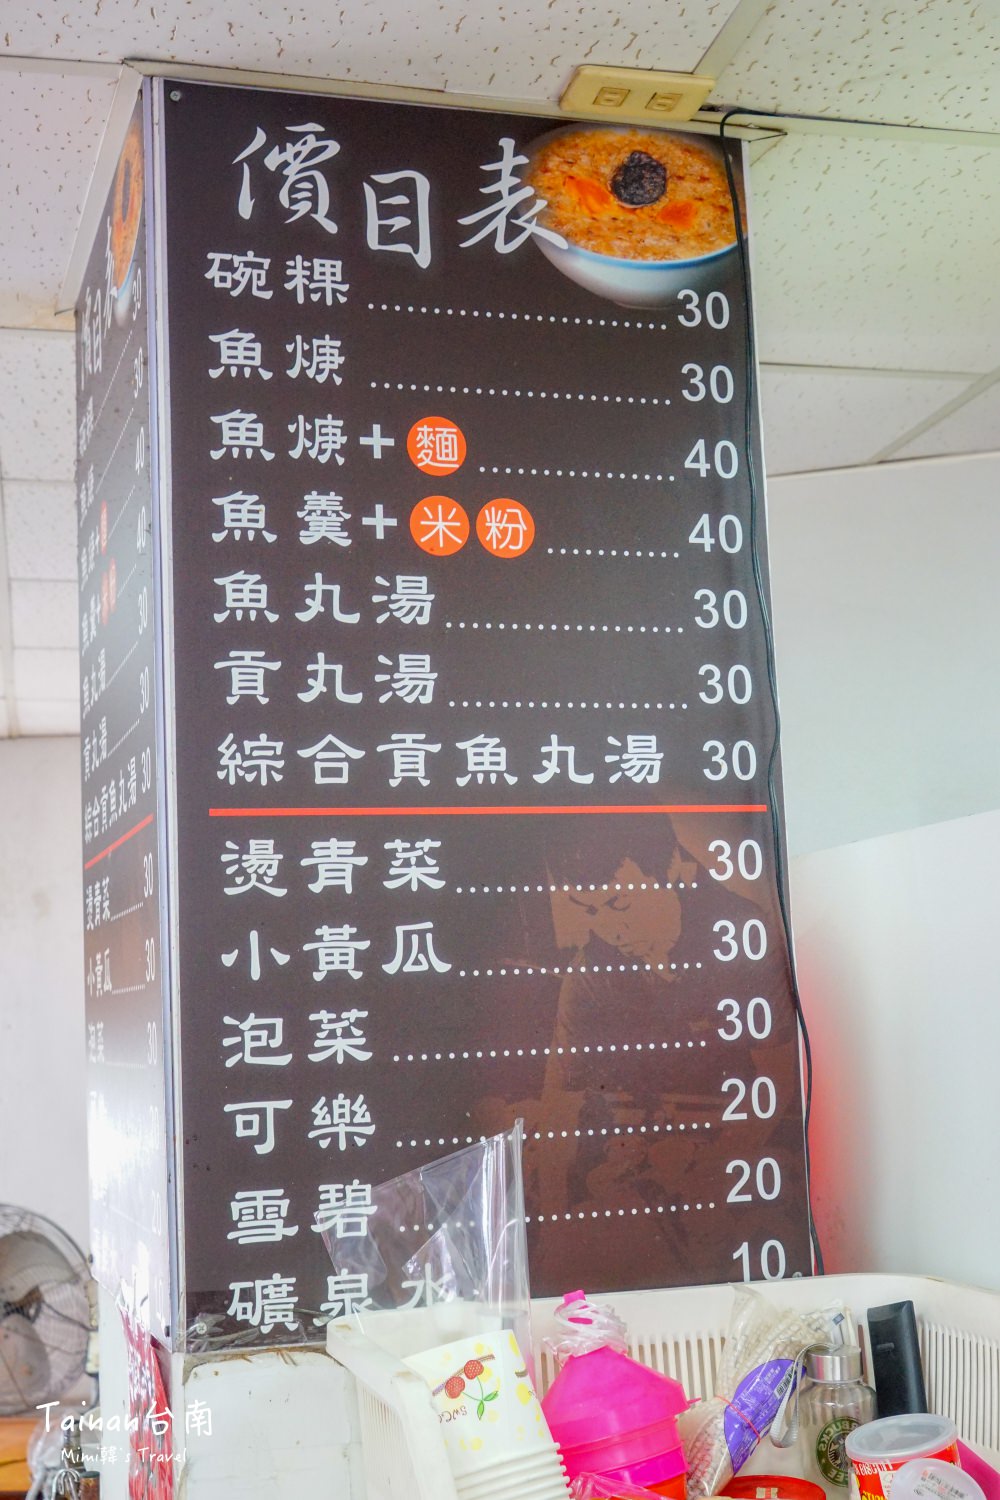 價目表
碗粿 30
魚焿 30
魚焿+麵 40
魚羹+米粉 40
魚丸湯 30
貢丸湯 30
綜合貢魚丸湯 30
燙青菜 30
小黃瓜 30
泡菜 30
可樂 20
雪碧 20
礦泉水 10
Tainan台南
Mimi韓's Travel